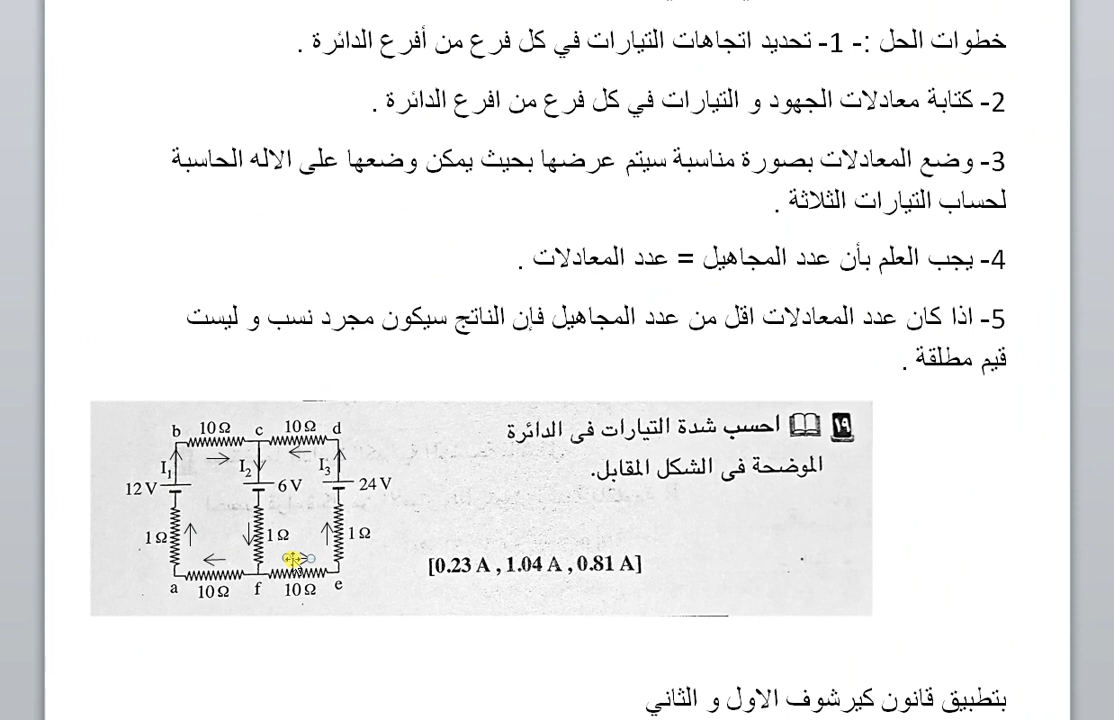 خطوات الحل :- 1- تحديد اتجاهات التيارات في كل فرع من أفرع الدائرة .
2- كتابة معادلات الجهود و التيارات في كل فرع من افرع الدائرة .
3- وضع المعادلات بصورة مناسبة سيتم عرضها بحيث يمكن وضعها على الاله الحاسبة
لحساب التيارات الثلاثة .
4- يجب العلم بأن عدد المجاهيل = عدد المعادلات .
5- اذا كان عدد المعادلات اقل من عدد المجاهيل فإن الناتج سيكون مجرد نسب و ليست
قيم مطلقة .
١٩ احسب شدة التيارات فى الدائرة
الموضحة فى الشكل المقابل.
b 10Ω c 10Ω d
I₁ I₂ I₃
12V 6V 24V
1Ω 1Ω 1Ω
a 10Ω f 10Ω e
[0.23 A , 1.04 A , 0.81 A]
بتطبيق قانون كيرشوف الاول و الثاني